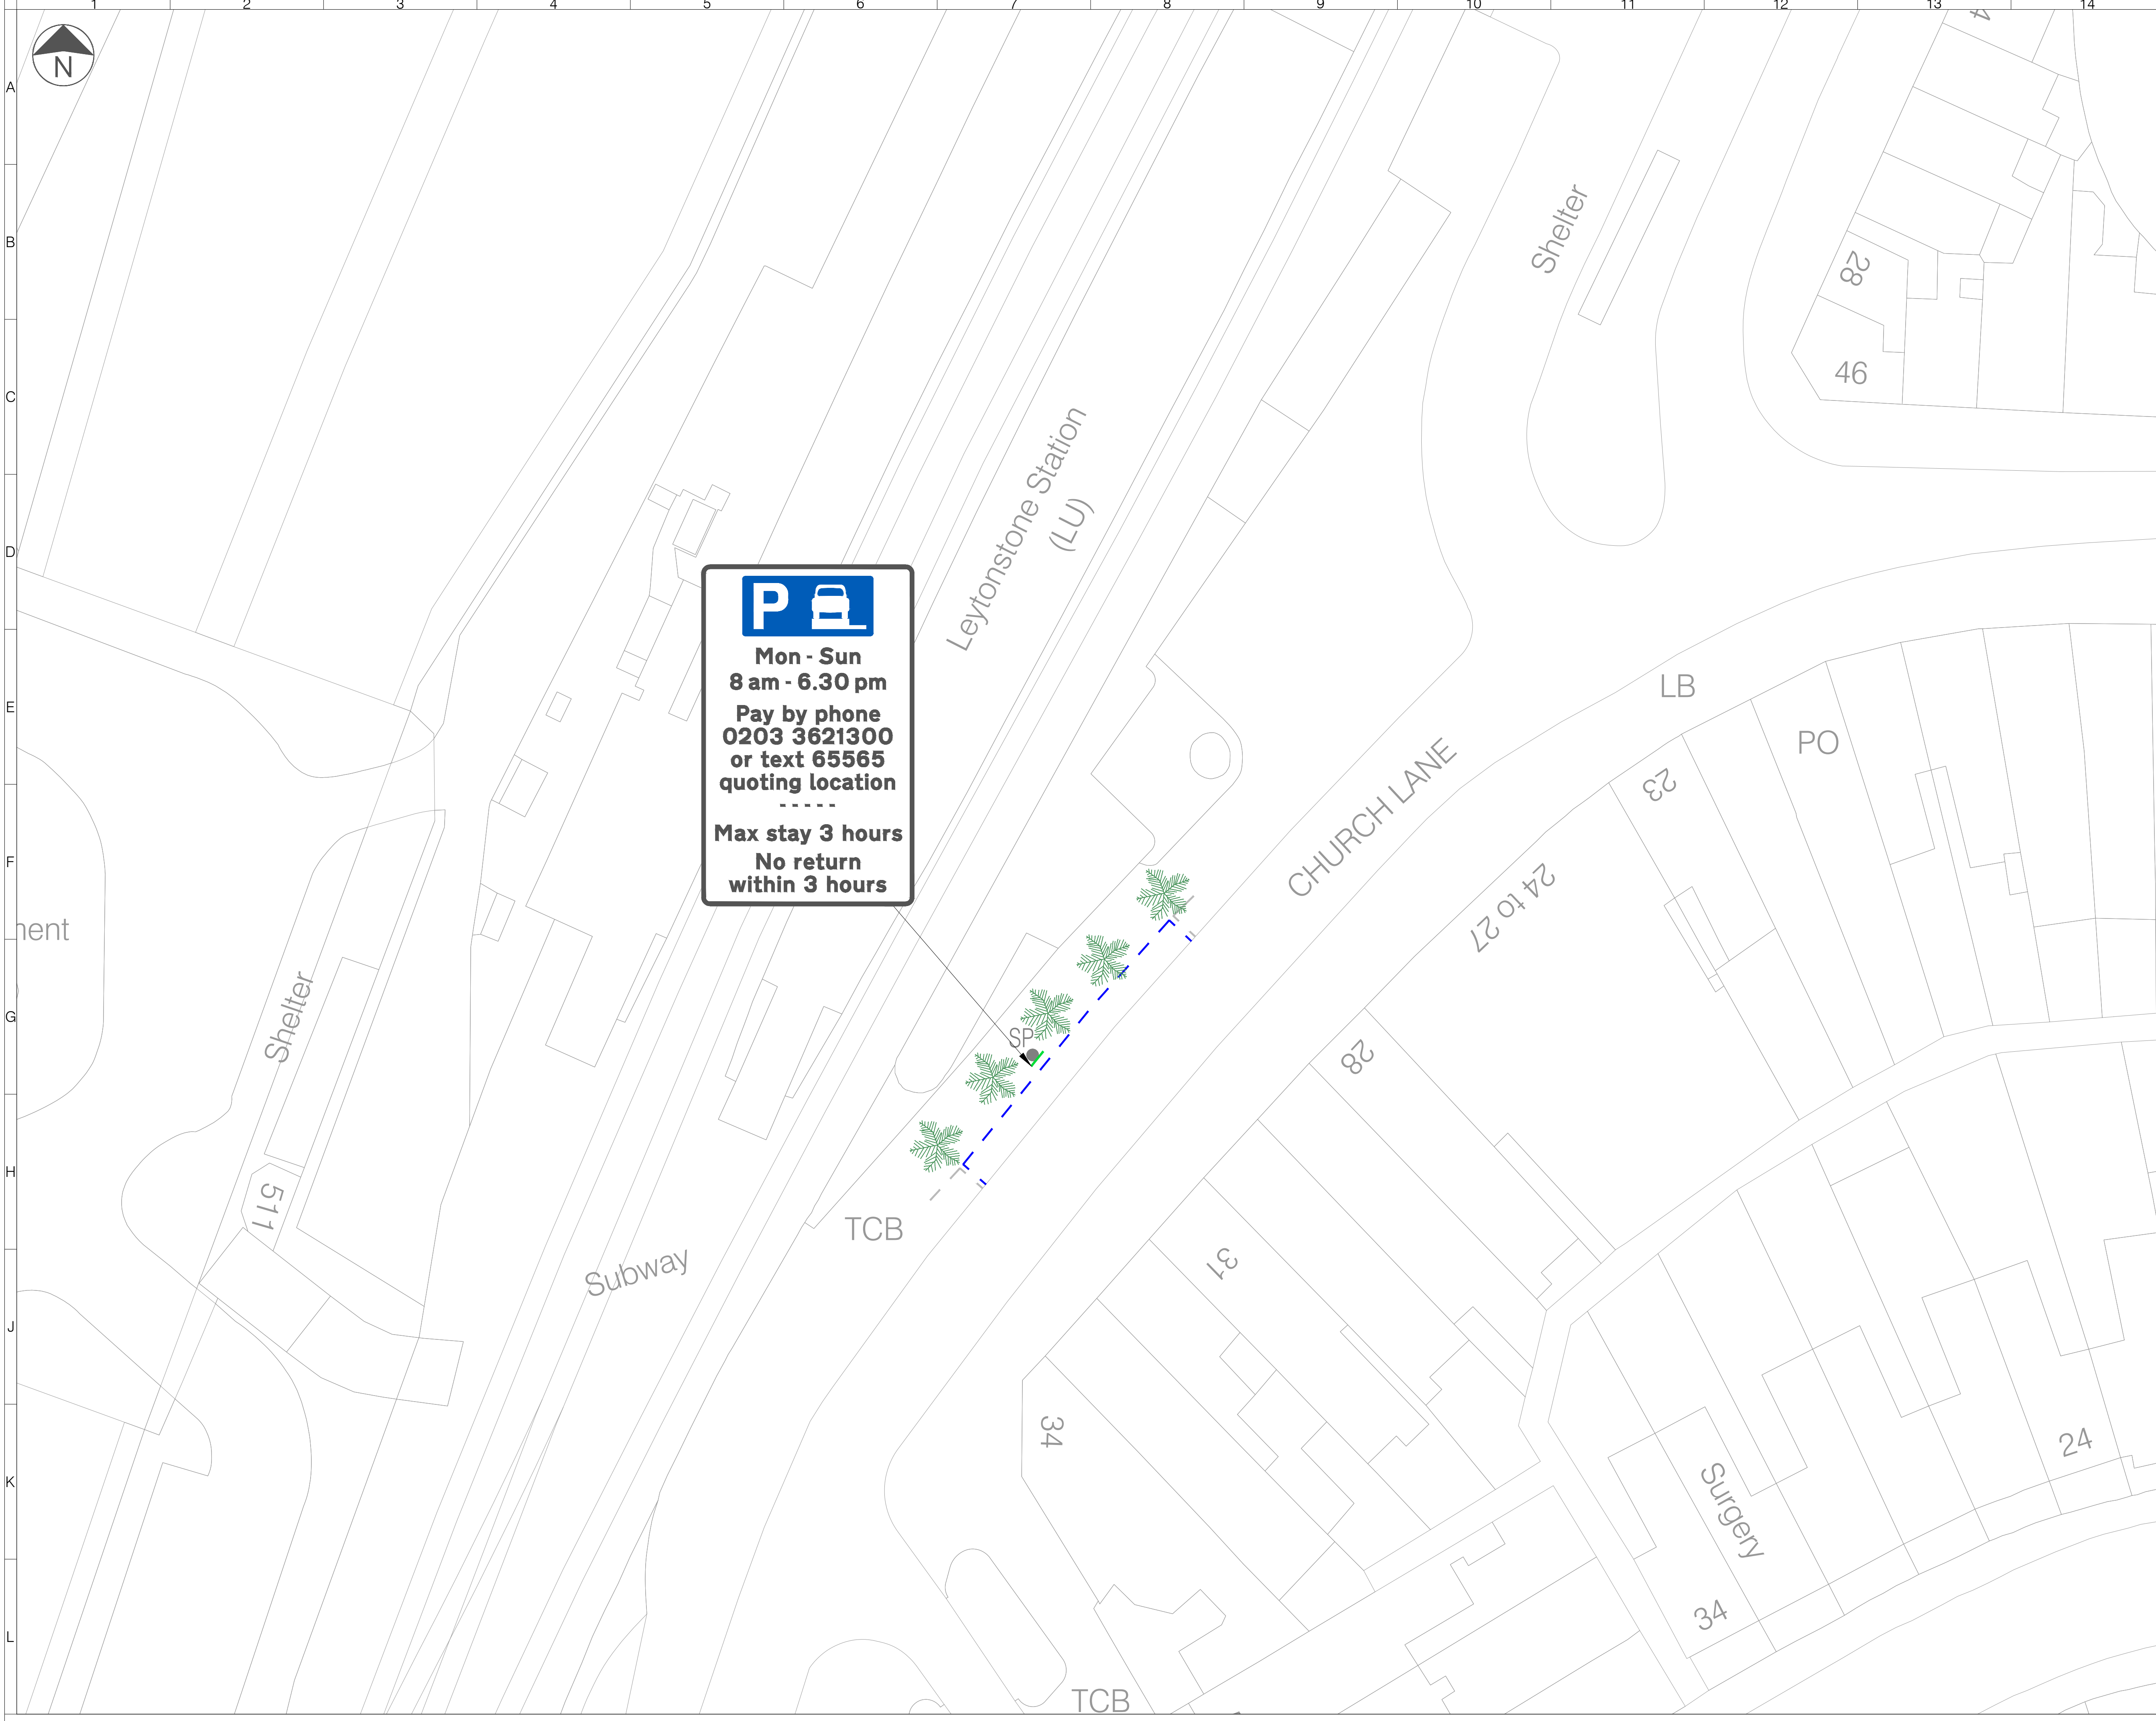 1 2 3 4 5 6 7 8 9 10 11 12 13 14
A
B
C
D
E
F
G
H
J
K
L
N
4
Shelter
28
46
Leytonstone Station
(LU)
P
Mon - Sun
8 am - 6.30 pm
Pay by phone
0203 3621300
or text 65565
quoting location
-----
Max stay 3 hours
No return
within 3 hours
LB
PO
23
CHURCH LANE
24 to 27
nent
Shelter
SP
28
511
TCB
Subway
31
34
24
Surgery
34
TCB